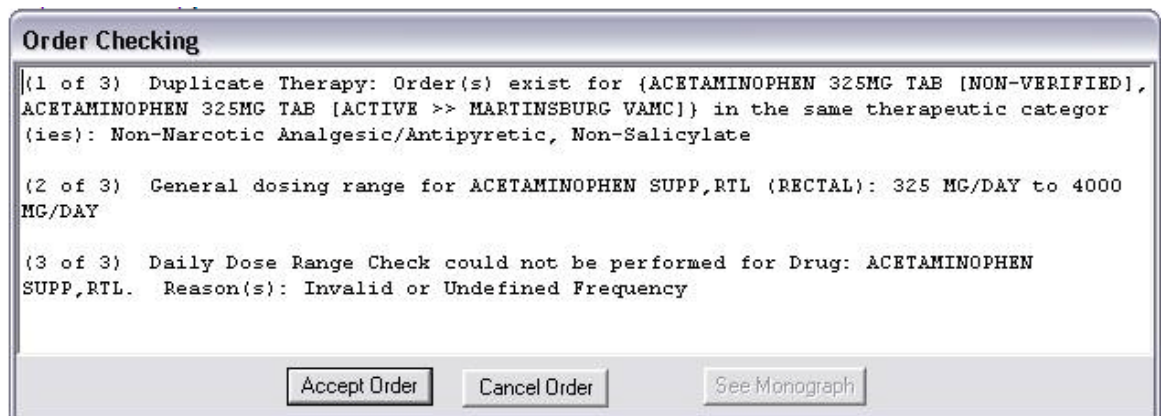 Order Checking
(1 of 3)  Duplicate Therapy: Order(s) exist for {ACETAMINOPHEN 325MG TAB [NON-VERIFIED],
ACETAMINOPHEN 325MG TAB [ACTIVE >> MARTINSBURG VAMC]} in the same therapeutic categor
(ies): Non-Narcotic Analgesic/Antipyretic, Non-Salicylate
(2 of 3)  General dosing range for ACETAMINOPHEN SUPP,RTL (RECTAL): 325 MG/DAY to 4000
MG/DAY
(3 of 3)  Daily Dose Range Check could not be performed for Drug: ACETAMINOPHEN
SUPP,RTL.  Reason(s): Invalid or Undefined Frequency
Accept Order Cancel Order See Monograph